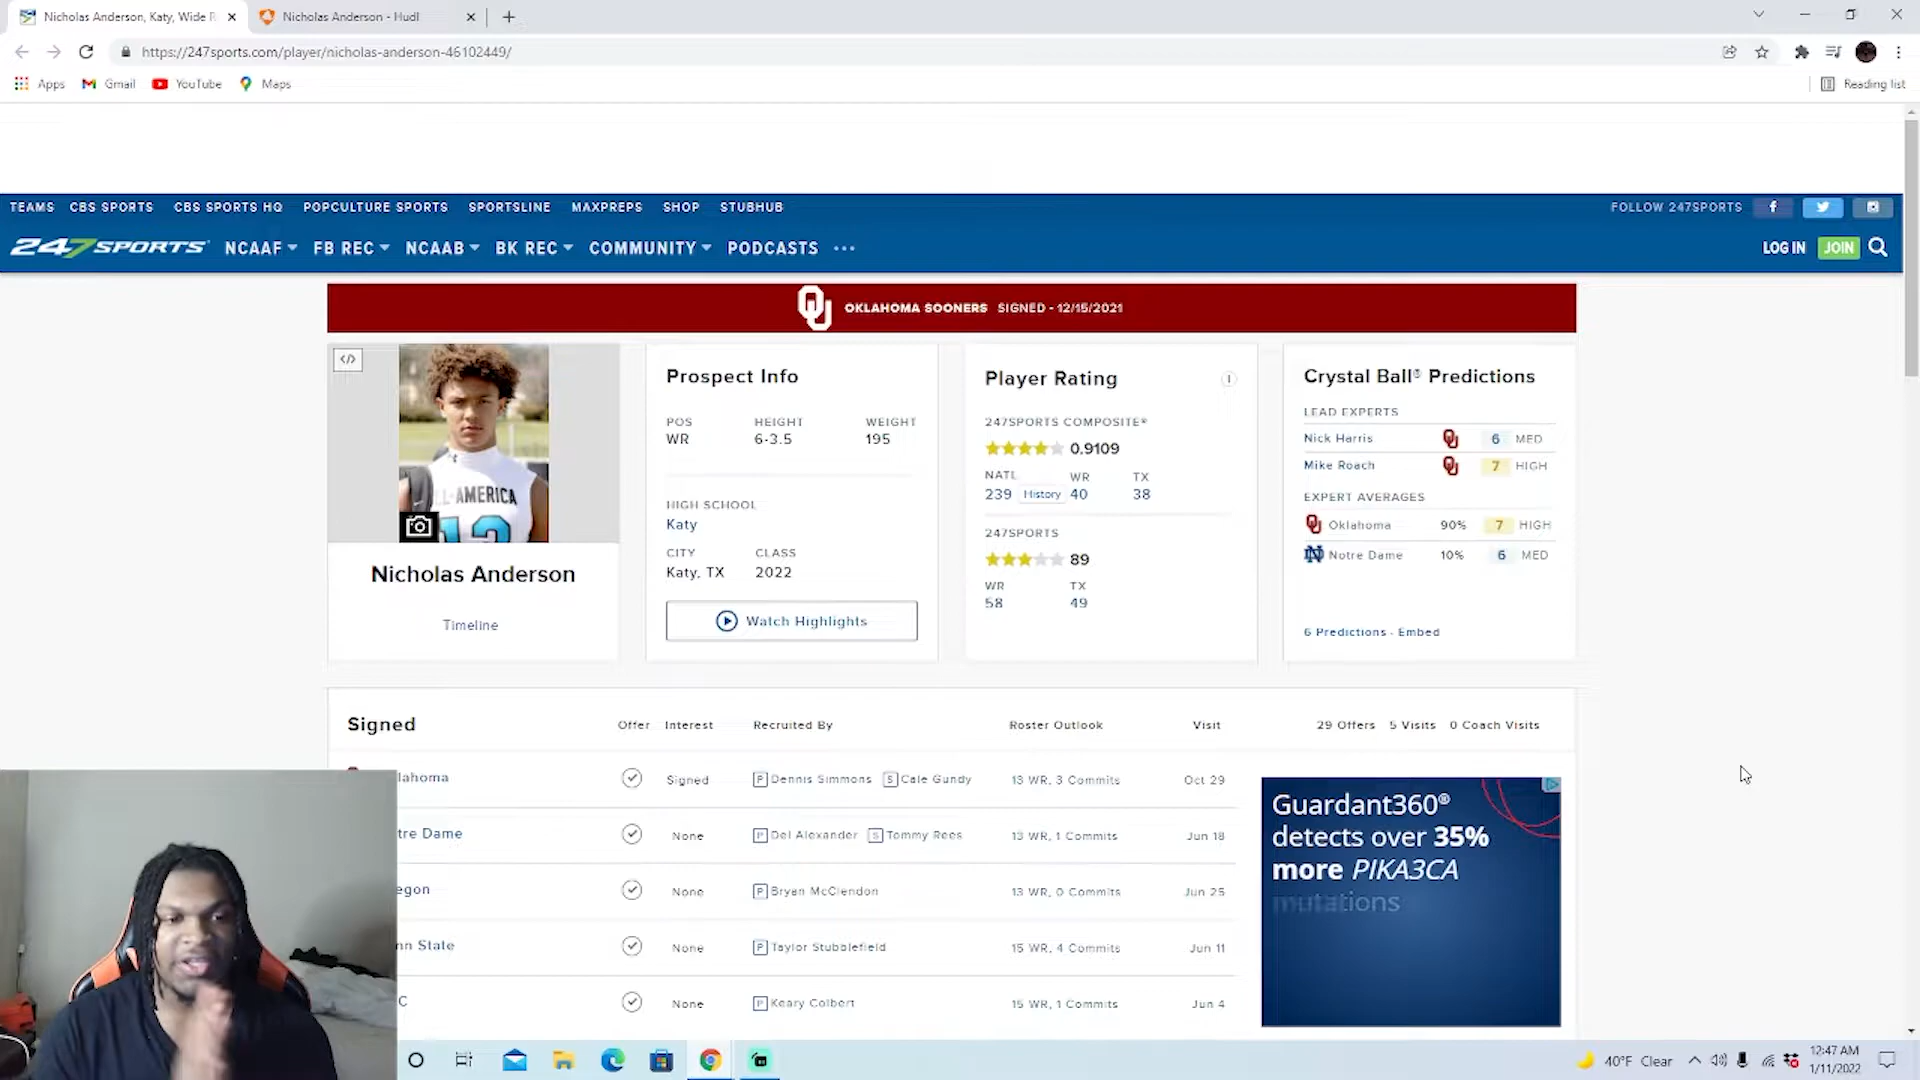 Nicholas Anderson, Katy, Wide R
Nicholas Anderson - Hudl
https://247sports.com/player/nicholas-anderson-46102449/
Apps Gmail YouTube Maps Reading list
TEAMS CBS SPORTS CBS SPORTS HQ POPCULTURE SPORTS SPORTSLINE MAXPREPS SHOP STUBHUB FOLLOW 247SPORTS
247SPORTS NCAAF FB REC NCAAB BK REC COMMUNITY PODCASTS LOG IN JOIN
OKLAHOMA SOONERS SIGNED - 12/15/2021
</>
AMERICA
Nicholas Anderson
Timeline
Prospect Info
POS HEIGHT WEIGHT
WR 6-3.5 195
HIGH SCHOOL
Katy
CITY CLASS
Katy, TX 2022
Watch Highlights
Player Rating
247SPORTS COMPOSITE®
0.9109
NATL WR TX
239 History 40 38
247SPORTS
89
WR TX
58 49
Crystal Ball® Predictions
LEAD EXPERTS
Nick Harris 6 MED
Mike Roach 7 HIGH
EXPERT AVERAGES
Oklahoma 90% 7 HIGH
Notre Dame 10% 6 MED
6 Predictions - Embed
Signed Offer Interest Recruited By Roster Outlook Visit 29 Offers 5 Visits 0 Coach Visits
lahoma Signed P Dennis Simmons S Cale Gundy 13 WR, 3 Commits Oct 29
tre Dame None P Del Alexander S Tommy Rees 13 WR, 1 Commits Jun 18
egon None P Bryan McClendon 13 WR, 0 Commits Jun 25
nn State None P Taylor Stubblefield 15 WR, 4 Commits Jun 11
C None P Keary Colbert 15 WR, 1 Commits Jun 4
Guardant360®
detects over 35%
more PIK3CA
mutations
40°F Clear
12:47 AM
1/11/2022